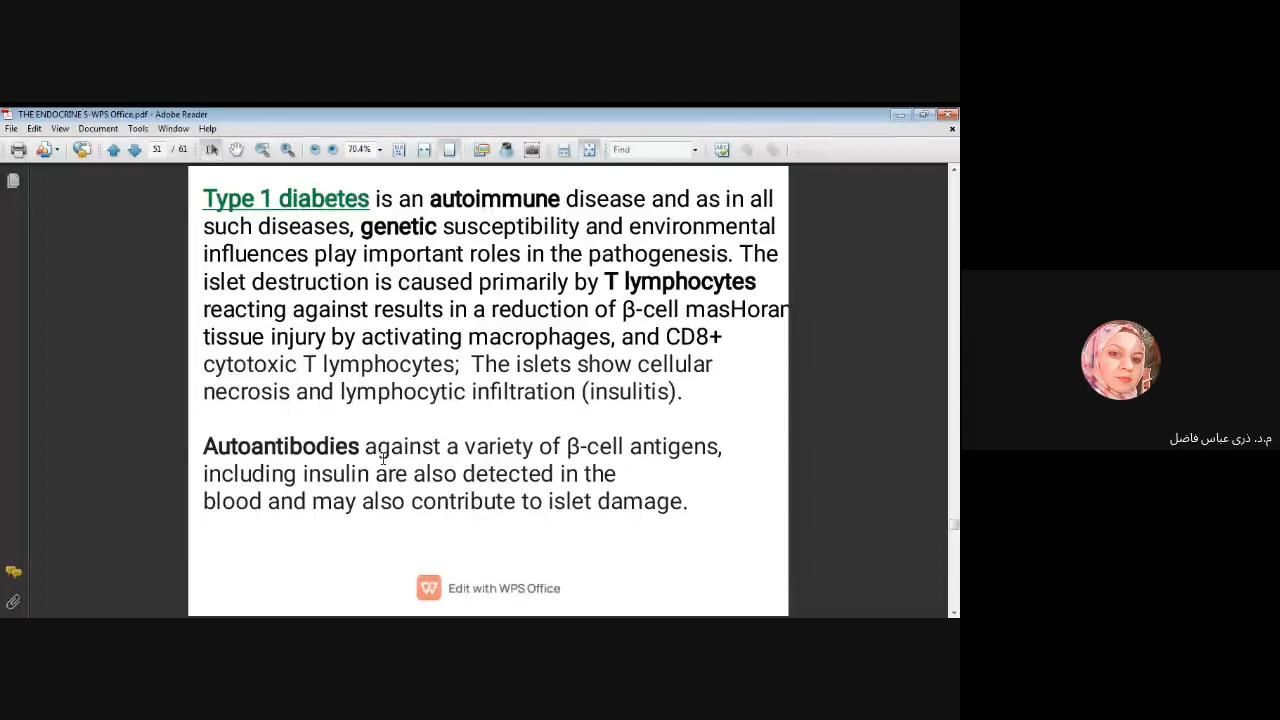 THE ENDOCRINE S-WPS Office.pdf - Adobe Reader
File Edit View Document Tools Window Help
51 / 61 70.4% Find
Type 1 diabetes is an autoimmune disease and as in all
such diseases, genetic susceptibility and environmental
influences play important roles in the pathogenesis. The
islet destruction is caused primarily by T lymphocytes
reacting against results in a reduction of β-cell masHoran
tissue injury by activating macrophages, and CD8+
cytotoxic T lymphocytes; The islets show cellular
necrosis and lymphocytic infiltration (insulitis).
Autoantibodies against a variety of β-cell antigens,
including insulin are also detected in the
blood and may also contribute to islet damage.
Edit with WPS Office
م.د. ذرى عباس فاضل